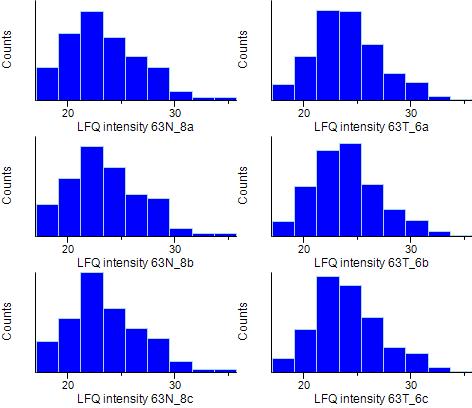 Counts
20 30
LFQ intensity 63N_8a
Counts
20 30
LFQ intensity 63T_6a
Counts
20 30
LFQ intensity 63N_8b
Counts
20 30
LFQ intensity 63T_6b
Counts
20 30
LFQ intensity 63N_8c
Counts
20 30
LFQ intensity 63T_6c